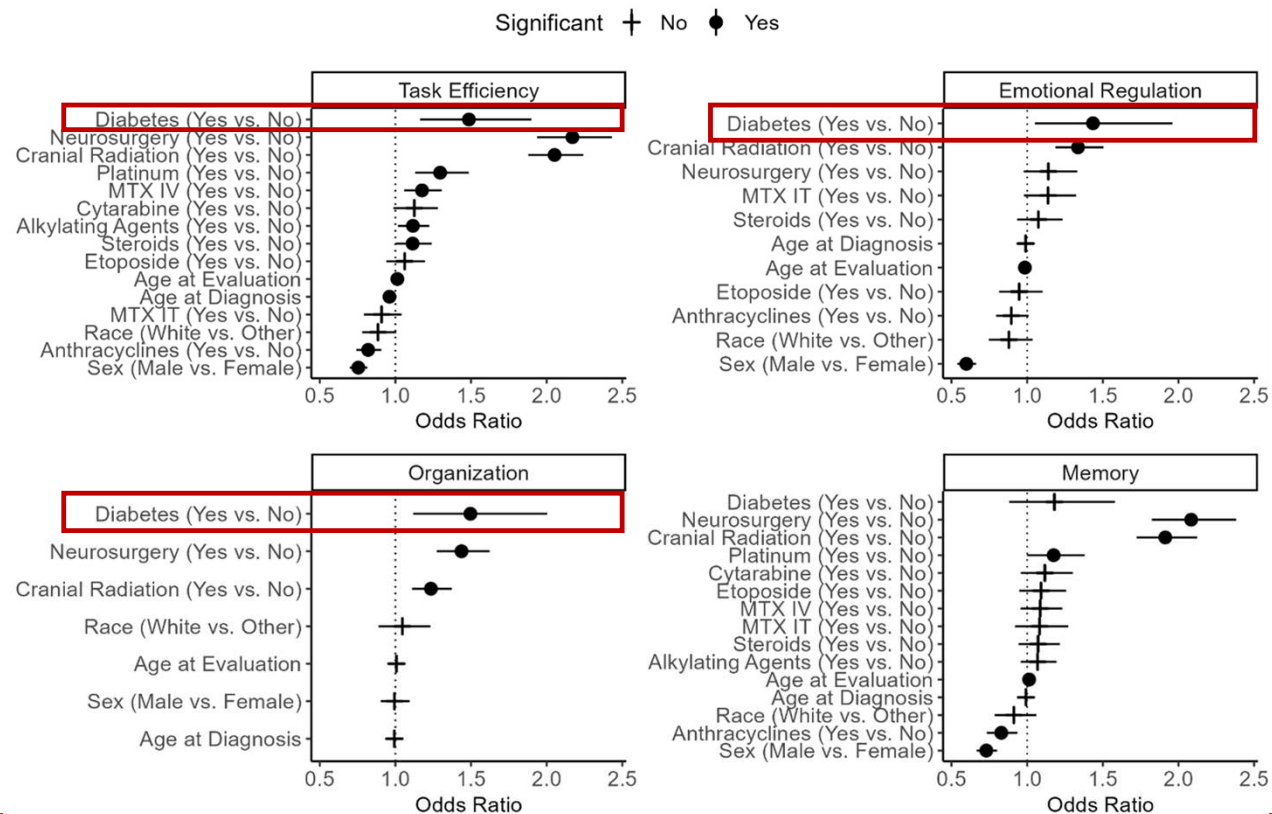 Significant No Yes
Task Efficiency
Diabetes (Yes vs. No)
Neurosurgery (Yes vs. No)
Cranial Radiation (Yes vs. No)
Platinum (Yes vs. No)
MTX IV (Yes vs. No)
Cytarabine (Yes vs. No)
Alkylating Agents (Yes vs. No)
Steroids (Yes vs. No)
Etoposide (Yes vs. No)
Age at Evaluation
Age at Diagnosis
MTX IT (Yes vs. No)
Race (White vs. Other)
Anthracyclines (Yes vs. No)
Sex (Male vs. Female)
0.5 1.0 1.5 2.0 2.5
Odds Ratio
Emotional Regulation
Diabetes (Yes vs. No)
Cranial Radiation (Yes vs. No)
Neurosurgery (Yes vs. No)
MTX IT (Yes vs. No)
Steroids (Yes vs. No)
Age at Diagnosis
Age at Evaluation
Etoposide (Yes vs. No)
Anthracyclines (Yes vs. No)
Race (White vs. Other)
Sex (Male vs. Female)
0.5 1.0 1.5 2.0 2.5
Odds Ratio
Organization
Diabetes (Yes vs. No)
Neurosurgery (Yes vs. No)
Cranial Radiation (Yes vs. No)
Race (White vs. Other)
Age at Evaluation
Sex (Male vs. Female)
Age at Diagnosis
0.5 1.0 1.5 2.0 2.5
Odds Ratio
Memory
Diabetes (Yes vs. No)
Neurosurgery (Yes vs. No)
Cranial Radiation (Yes vs. No)
Platinum (Yes vs. No)
Cytarabine (Yes vs. No)
Etoposide (Yes vs. No)
MTX IV (Yes vs. No)
MTX IT (Yes vs. No)
Steroids (Yes vs. No)
Alkylating Agents (Yes vs. No)
Age at Evaluation
Age at Diagnosis
Race (White vs. Other)
Anthracyclines (Yes vs. No)
Sex (Male vs. Female)
0.5 1.0 1.5 2.0 2.5
Odds Ratio